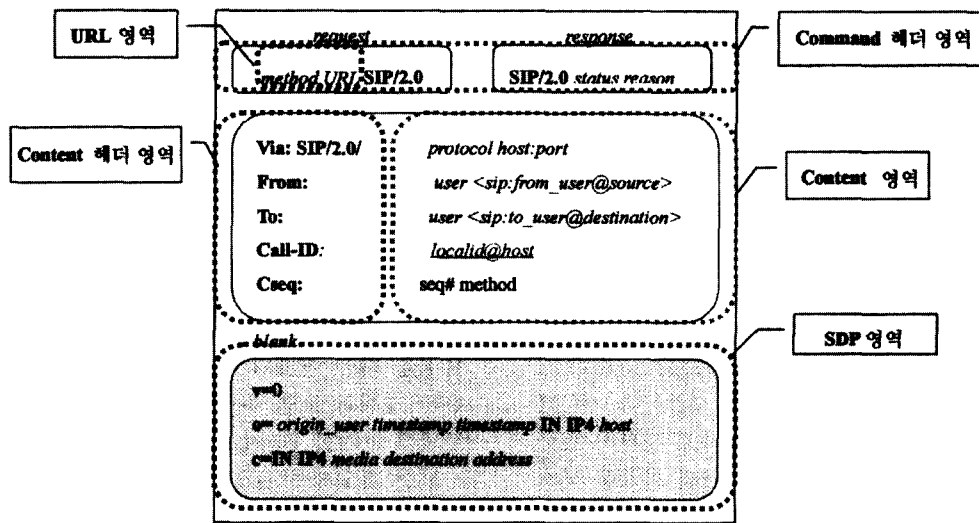 URL 영역
request
response
Command 헤더 영역
method URL SIP/2.0
SIP/2.0 status reason
Content 헤더 영역
Via: SIP/2.0/ protocol host:port
From: user <sip:from_user@source>
To: user <sip:to_user@destination>
Call-ID: localid@host
Cseq: seq# method
Content 영역
SDP 영역
blank
v=0
o= origin_user timestamp timestamp IN IP4 host
c=IN IP4 media destination address